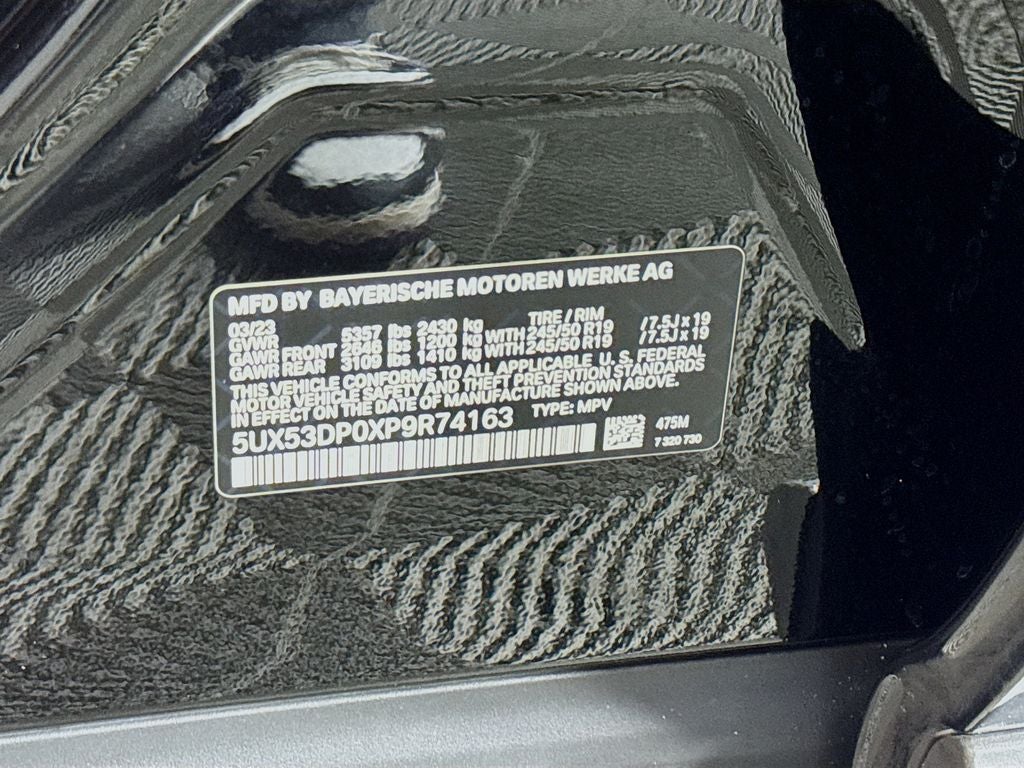 MFD BY BAYERISCHE MOTOREN WERKE AG
03/23 TIRE / RIM
GVWR 5357 lbs 2430 kg
GAWR FRONT 2646 lbs 1200 kg WITH 245/50 R19 /7.5J x 19
GAWR REAR 3109 lbs 1410 kg WITH 245/50 R19 /7.5J x 19
THIS VEHICLE CONFORMS TO ALL APPLICABLE U. S. FEDERAL
MOTOR VEHICLE SAFETY AND THEFT PREVENTION STANDARDS
IN EFFECT ON THE DATE OF MANUFACTURE SHOWN ABOVE.
5UX53DP0XP9R74163 TYPE: MPV
475M
7 320 730